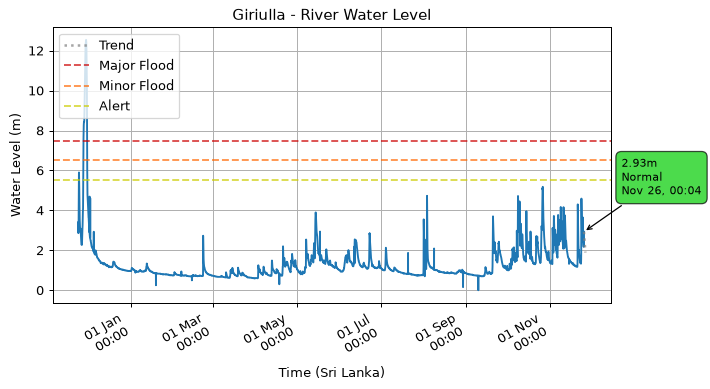 Giriulla - River Water Level
Trend
Major Flood
Minor Flood
Alert
Water Level (m)
12
10
8
6
4
2
0
2.93m
Normal
Nov 26, 00:04
01 Jan
00:00
01 Mar
00:00
01 May
00:00
01 Jul
00:00
01 Sep
00:00
01 Nov
00:00
Time (Sri Lanka)